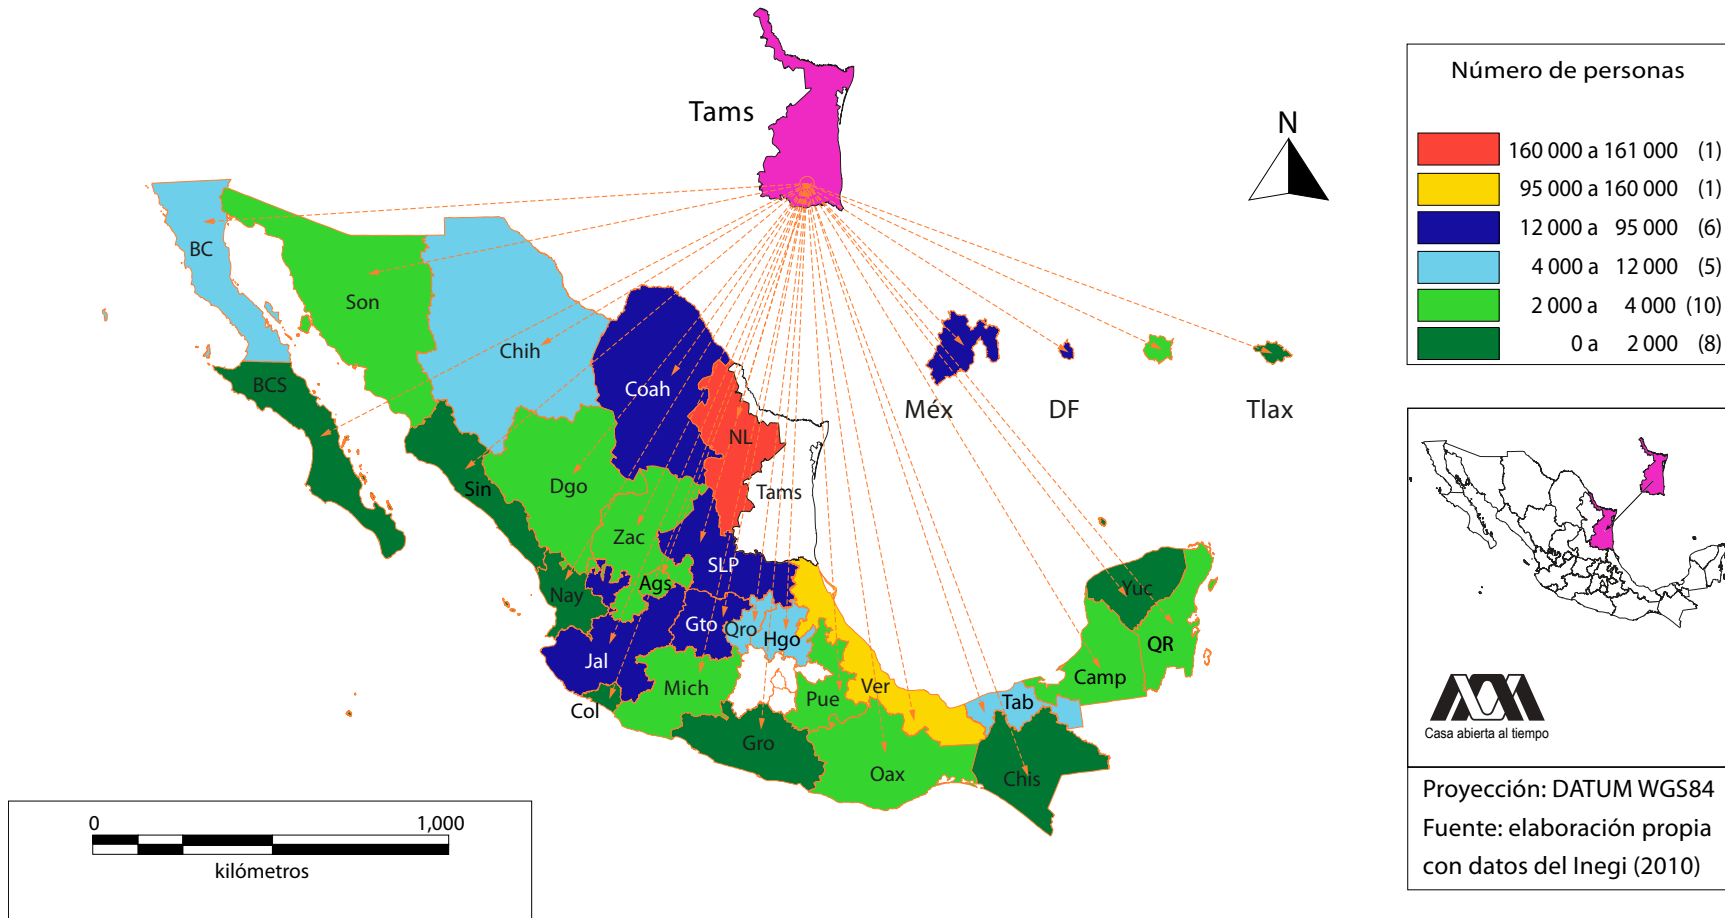 Tams
N
BC
Son
Chih
Coah
BCS
NL
Sin
Dgo
Tams
Zac
SLP
Ags
Nay
Gto
Qro
Hgo
Jal
Mich
Col
Gro
Pue
Ver
Oax
Tab
Chis
Camp
Yuc
QR
Méx
DF
Tlax
0 1,000
kilómetros
Número de personas
160 000 a 161 000 (1)
95 000 a 160 000 (1)
12 000 a 95 000 (6)
4 000 a 12 000 (5)
2 000 a 4 000 (10)
0 a 2 000 (8)
Casa abierta al tiempo
Proyección: DATUM WGS84
Fuente: elaboración propia
con datos del Inegi (2010)